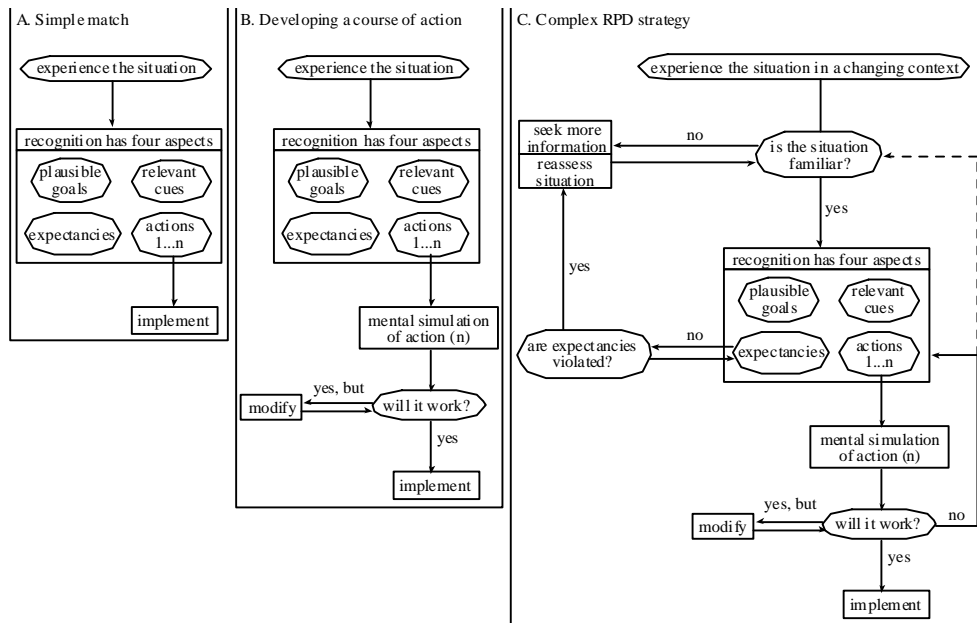 A. Simple match
experience the situation
recognition has four aspects
plausible
goals
relevant
cues
expectancies
actions
1...n
implement
B. Developing a course of action
experience the situation
recognition has four aspects
plausible
goals
relevant
cues
expectancies
actions
1...n
mental simulation
of action (n)
yes, but
modify
will it work?
yes
implement
C. Complex RPD strategy
experience the situation in a changing context
seek more
information
reassess
situation
no
is the situation
familiar?
yes
yes
recognition has four aspects
plausible
goals
relevant
cues
are expectancies
violated?
no
expectancies
actions
1...n
mental simulation
of action (n)
yes, but
modify
will it work?
no
yes
implement